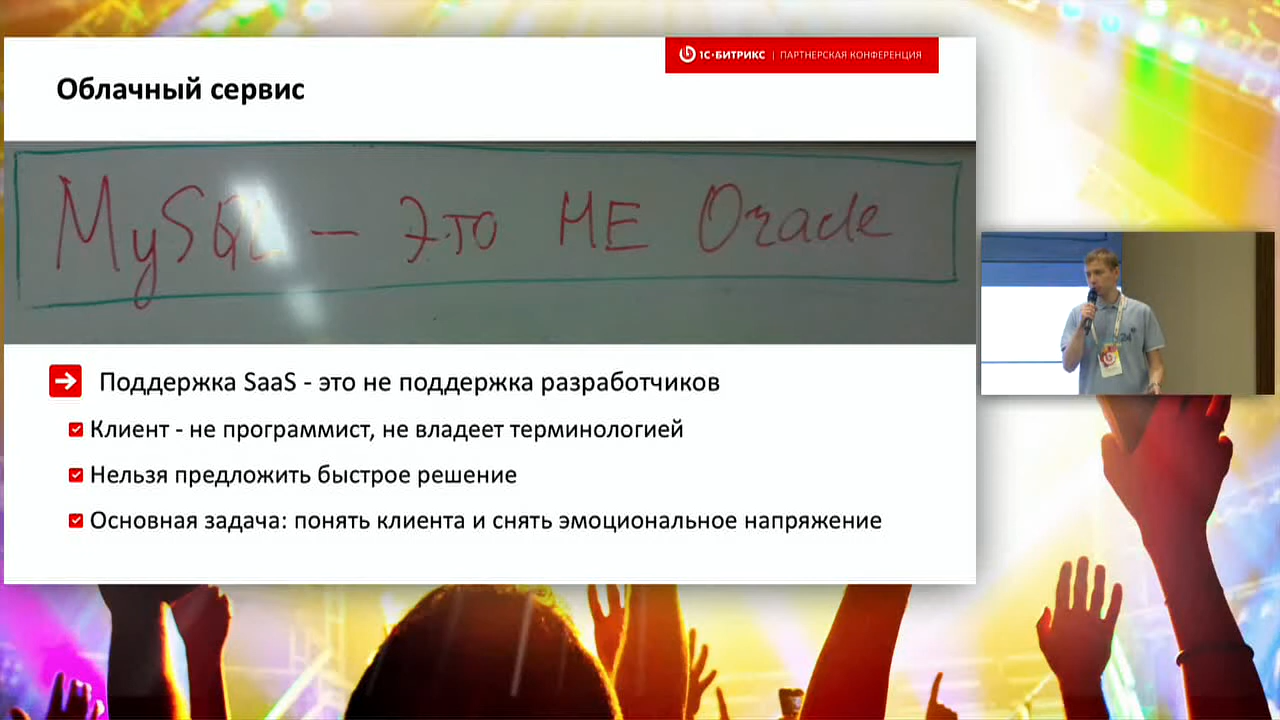 1С·БИТРИКС | ПАРТНЕРСКАЯ КОНФЕРЕНЦИЯ
Облачный сервис
MySQL — это НЕ Oracle
Поддержка SaaS - это не поддержка разработчиков
Клиент - не программист, не владеет терминологией
Нельзя предложить быстрое решение
Основная задача: понять клиента и снять эмоциональное напряжение
24